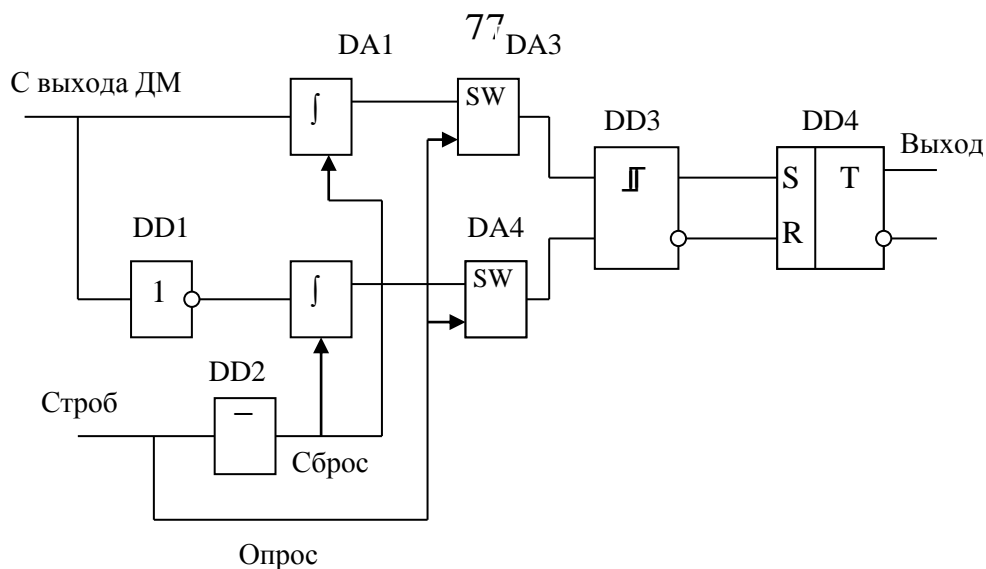 77
DA1
DA3
С выхода ДМ
∫
SW
DD3
DD4
Выход
S
T
R
DD1
DA4
1
∫
SW
DD2
Строб
–
Сброс
Опрос